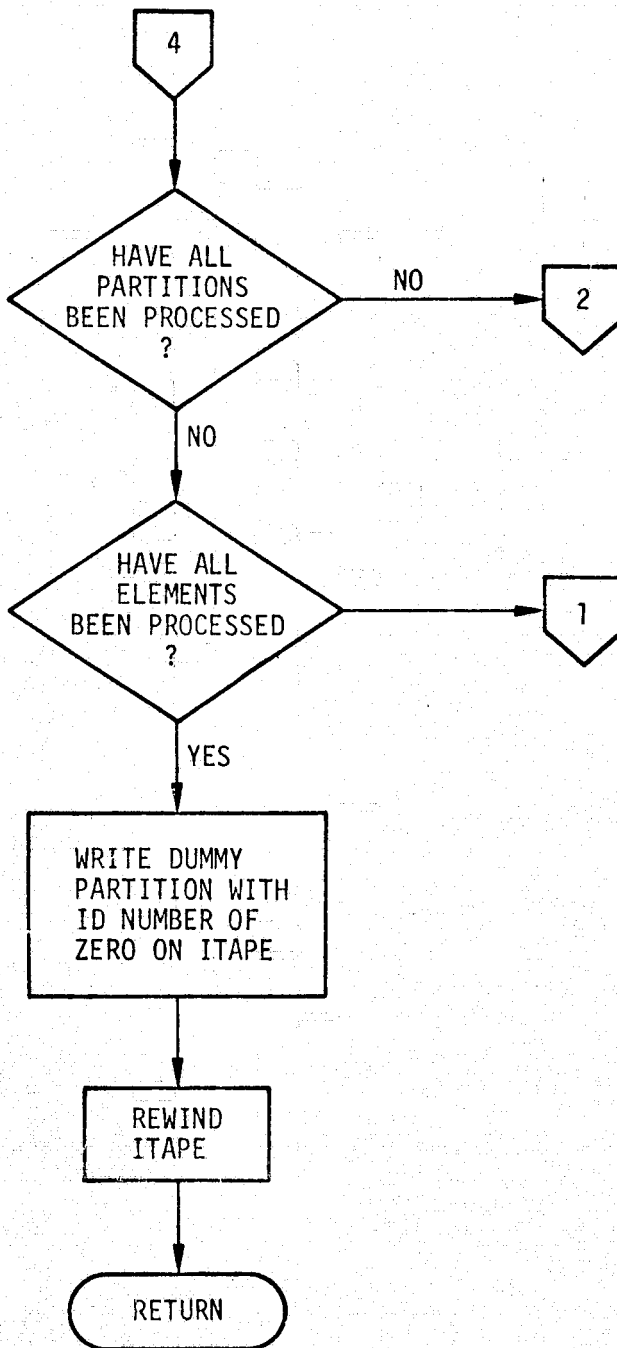 4
HAVE ALL
PARTITIONS
BEEN PROCESSED
?
NO
2
NO
HAVE ALL
ELEMENTS
BEEN PROCESSED
?
1
YES
WRITE DUMMY
PARTITION WITH
ID NUMBER OF
ZERO ON ITAPE
REWIND
ITAPE
RETURN